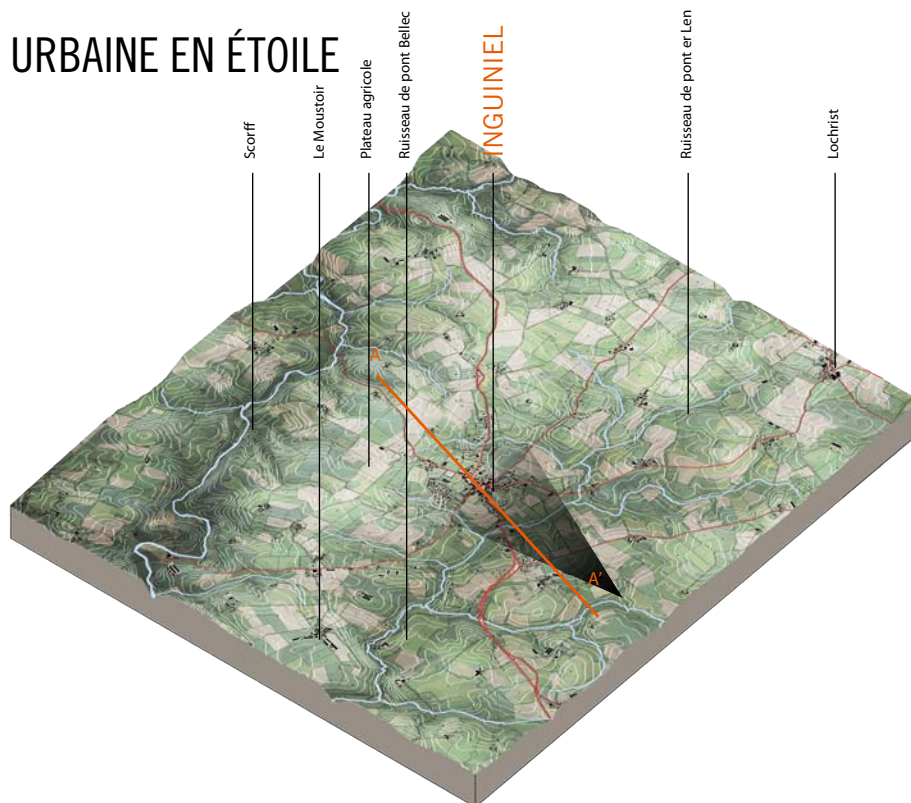 URBAINE EN ÉTOILE
Scorff
Le Moustoir
Plateau agricole
Ruisseau de pont Bellec
INGUINIEL
Ruisseau de pont er Len
Lochrist
A
A'